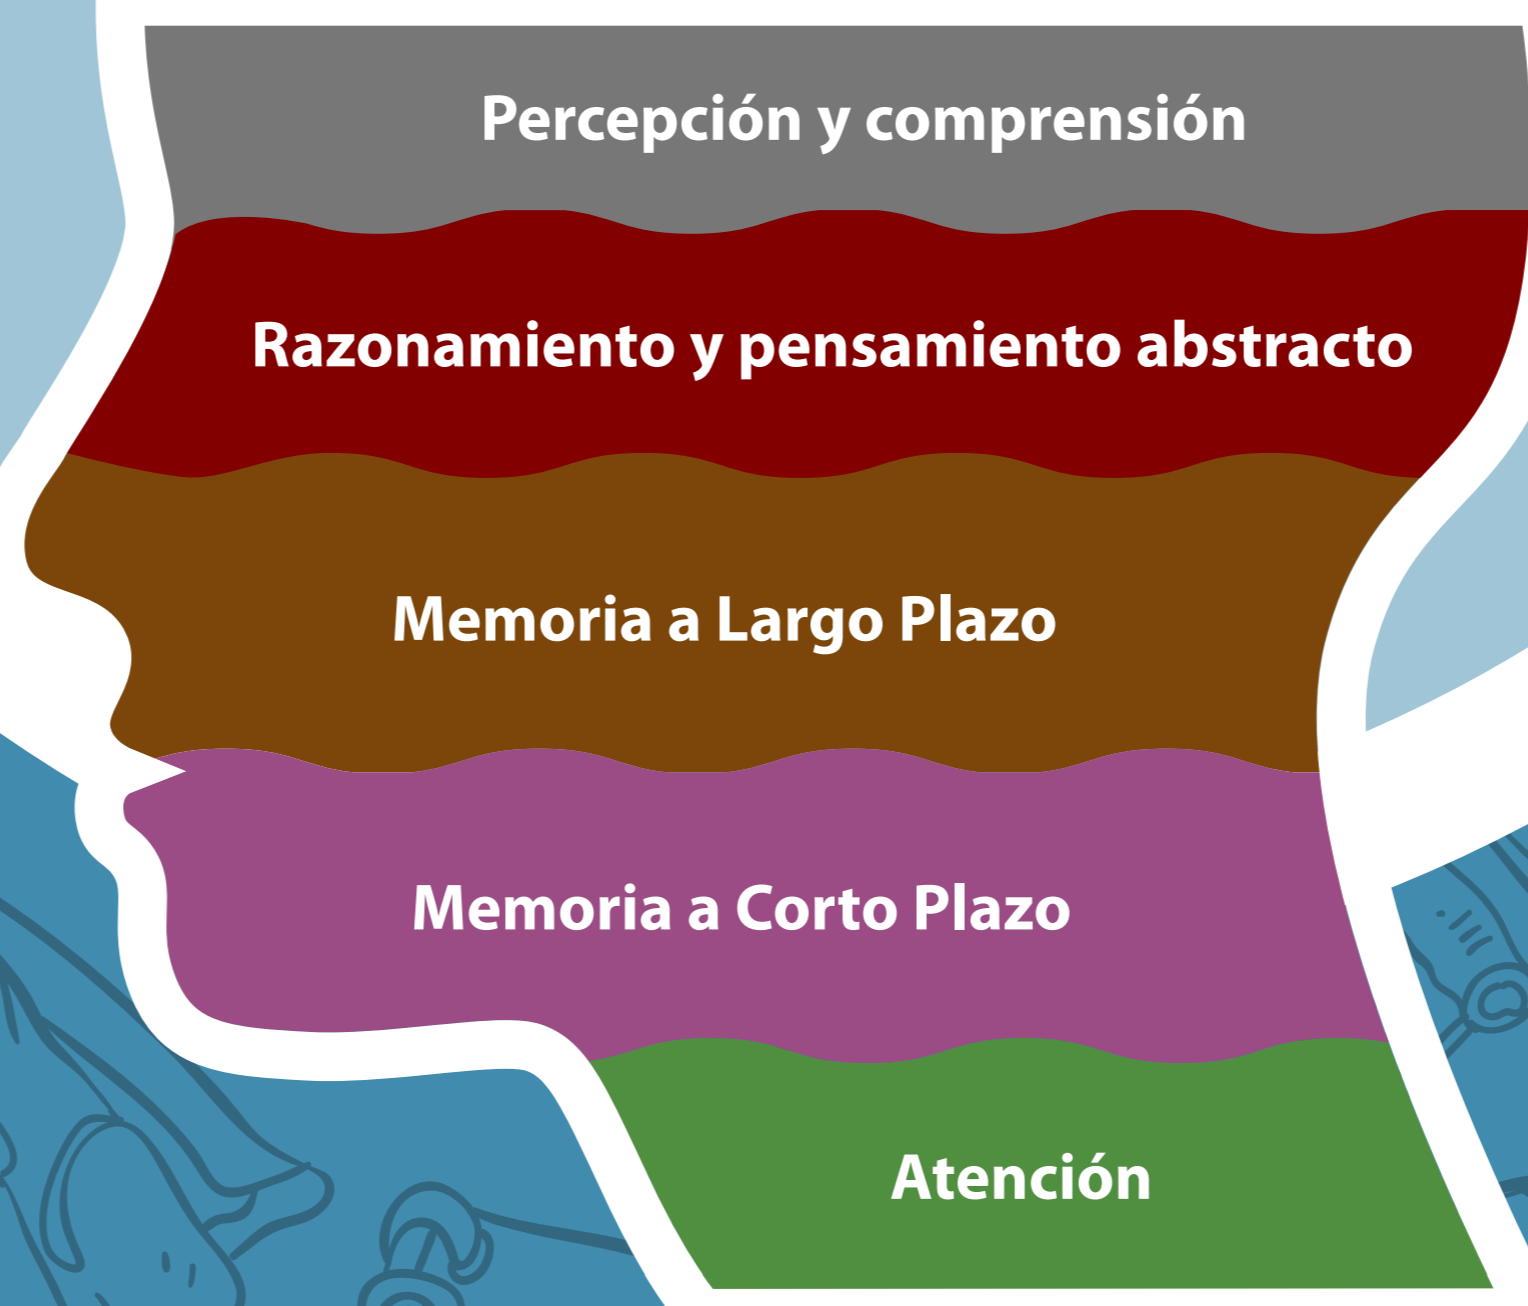 Percepción y comprensión
Razonamiento y pensamiento abstracto
Memoria a Largo Plazo
Memoria a Corto Plazo
Atención